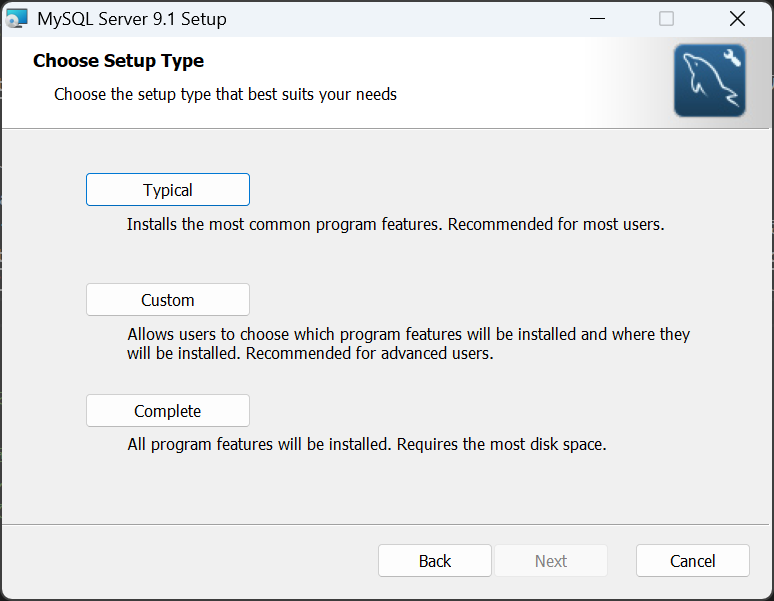 MySQL Server 9.1 Setup
Choose Setup Type
Choose the setup type that best suits your needs
Typical
Installs the most common program features. Recommended for most users.
Custom
Allows users to choose which program features will be installed and where they
will be installed. Recommended for advanced users.
Complete
All program features will be installed. Requires the most disk space.
Back
Next
Cancel